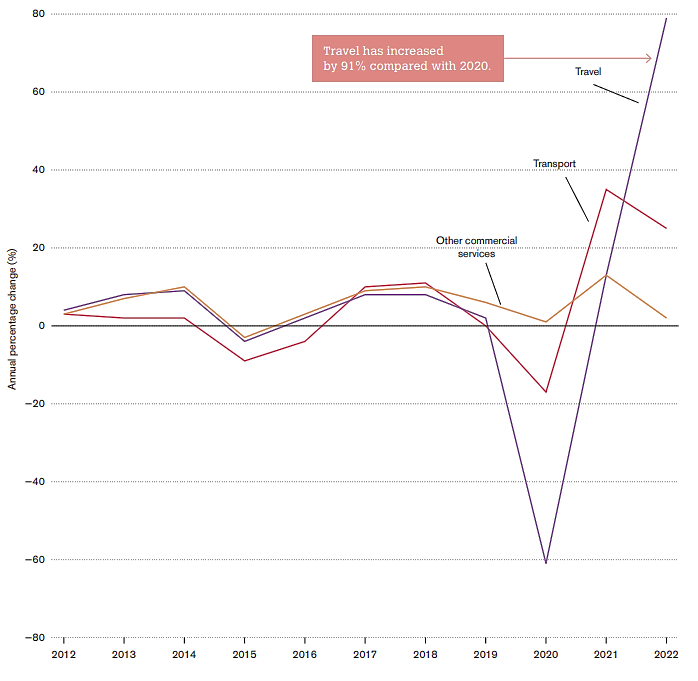 80
Travel has increased
by 91% compared with 2020.
Travel
60
Transport
40
Other commercial
services
20
Annual percentage change (%)
0
−20
−40
−60
−80
2012 2013 2014 2015 2016 2017 2018 2019 2020 2021 2022